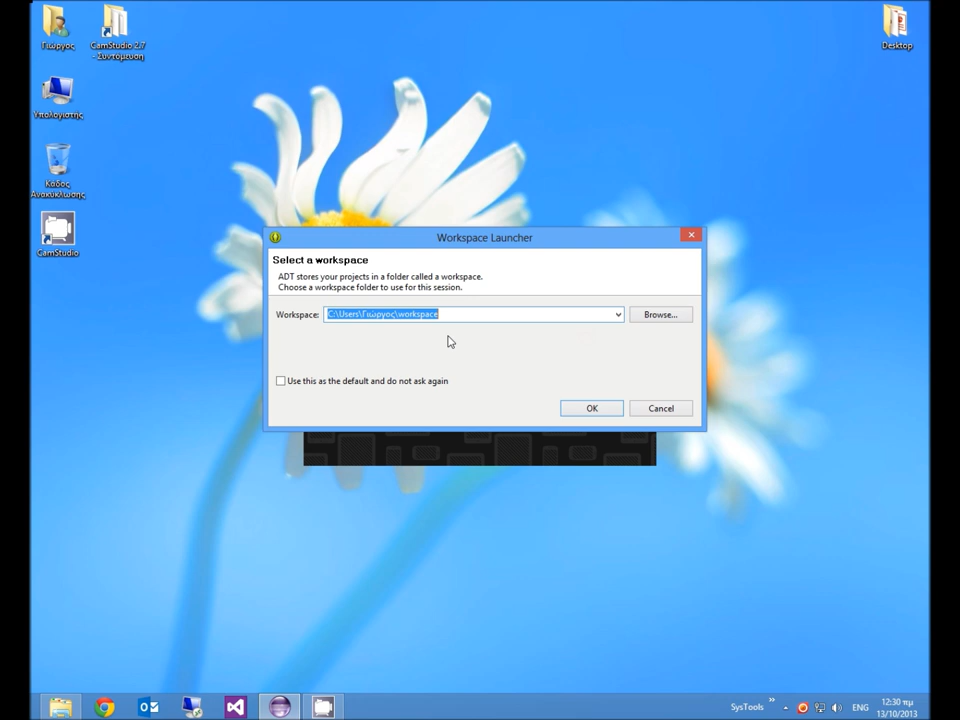 Γιώργος
CamStudio 2.7
- Συντόμευση
Desktop
Υπολογιστής
Κάδος
Ανακύκλωσης
CamStudio
Workspace Launcher
Select a workspace
ADT stores your projects in a folder called a workspace.
Choose a workspace folder to use for this session.
Workspace: C:\Users\Γιώργος\workspace Browse...
Use this as the default and do not ask again
OK Cancel
SysTools ENG 12:30 πμ
13/10/2013